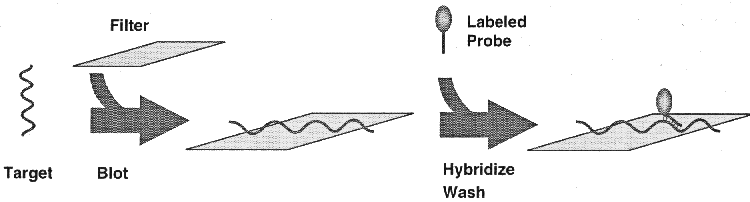 Filter
Labeled
Probe
Target
Blot
Hybridize
Wash